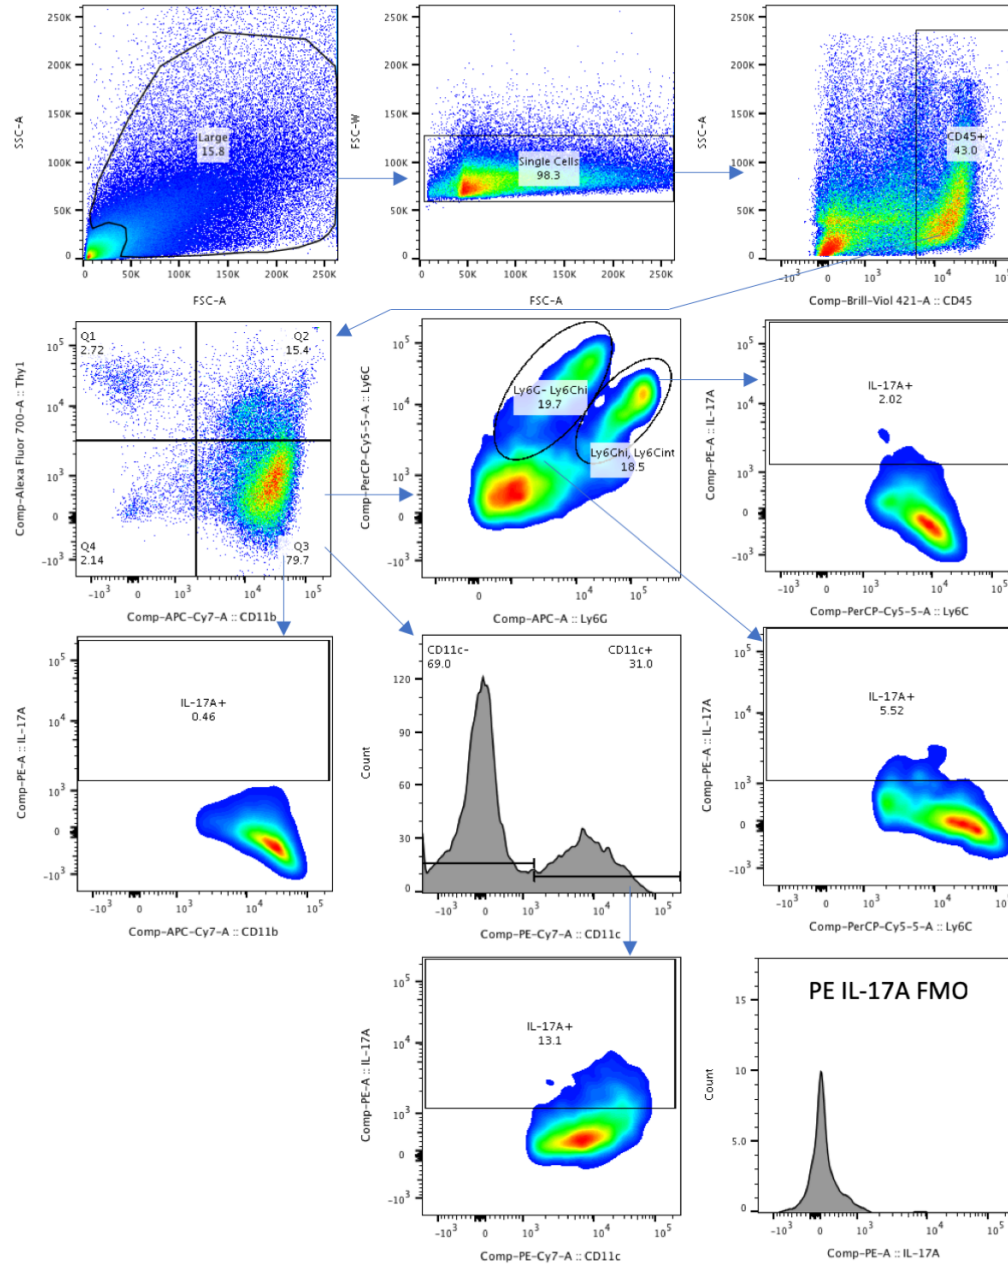 250K
200K
150K
100K
50K
0
SSC-A
Large
15.8
0
50K
100K
150K
200K
250K
FSC-A
250K
200K
150K
100K
50K
0
FSC-W
Single Cells
98.3
0
50K
100K
150K
200K
250K
FSC-A
250K
200K
150K
100K
50K
0
SSC-A
CD45+
43.0
-10³
0
10³
10⁴
Comp-Brill-Viol 421-A :: CD45
Q1
2.72
Q2
15.4
Q4
2.14
Q3
79.7
10⁵
10⁴
10³
0
-10³
Comp-Alexa Fluor 700-A :: Thy1
-10³
0
10³
10⁴
10⁵
Comp-APC-Cy7-A :: CD11b
10⁵
10⁴
10³
0
Comp-PerCP-Cy5-5-A :: Ly6C
Ly6G- Ly6Chi
19.7
Ly6Ghi, Ly6Cint
18.5
0
10⁴
10⁵
Comp-APC-A :: Ly6G
10⁵
10⁴
10³
0
-10³
Comp-PE-A :: IL-17A
IL-17A+
2.02
-10³
0
10³
10⁴
Comp-PerCP-Cy5-5-A :: Ly6C
10⁵
10⁴
10³
0
-10³
Comp-PE-A :: IL-17A
IL-17A+
0.46
-10³
0
10³
10⁴
10⁵
Comp-APC-Cy7-A :: CD11b
120
90
60
30
0
Count
CD11c-
69.0
CD11c+
31.0
-10³
0
10³
10⁴
10⁵
Comp-PE-Cy7-A :: CD11c
10⁵
10⁴
10³
0
-10³
Comp-PE-A :: IL-17A
IL-17A+
5.52
-10³
0
10³
10⁴
Comp-PerCP-Cy5-5-A :: Ly6C
10⁵
10⁴
10³
0
-10³
Comp-PE-A :: IL-17A
IL-17A+
13.1
-10³
0
10³
10⁴
10⁵
Comp-PE-Cy7-A :: CD11c
PE IL-17A FMO
15
10
5.0
0
Count
-10³
0
10³
10⁴
10⁵
Comp-PE-A :: IL-17A